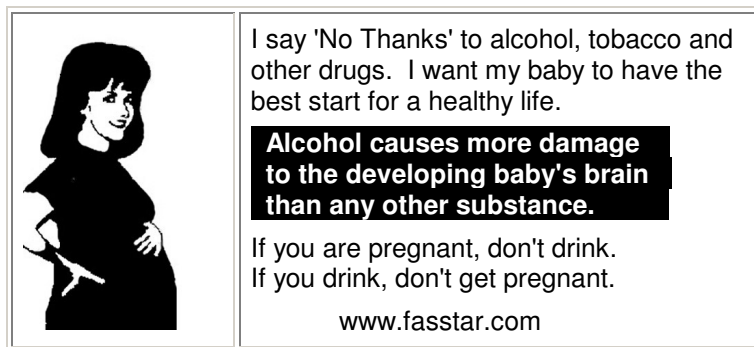 I say 'No Thanks' to alcohol, tobacco and
other drugs.  I want my baby to have the
best start for a healthy life.
Alcohol causes more damage
to the developing baby's brain
than any other substance.
If you are pregnant, don't drink.
If you drink, don't get pregnant.
www.fasstar.com